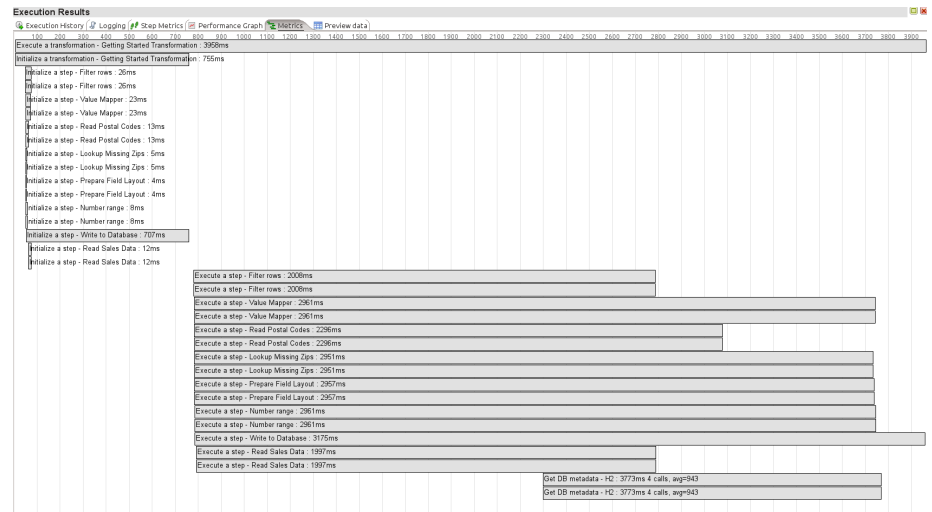 Execution Results
Execution History Logging Step Metrics Performance Graph Metrics Preview data
100 200 300 400 500 600 700 800 900 1000 1100 1200 1300 1400 1500 1600 1700 1800 1900 2000 2100 2200 2300 2400 2500 2600 2700 2800 2900 3000 3100 3200 3300 3400 3500 3600 3700 3800 3900
Execute a transformation - Getting Started Transformation : 3958ms
Initialize a transformation - Getting Started Transformation : 755ms
Initialize a step - Filter rows : 26ms
Initialize a step - Filter rows : 26ms
Initialize a step - Value Mapper : 23ms
Initialize a step - Value Mapper : 23ms
Initialize a step - Read Postal Codes : 13ms
Initialize a step - Read Postal Codes : 13ms
Initialize a step - Lookup Missing Zips : 5ms
Initialize a step - Lookup Missing Zips : 5ms
Initialize a step - Prepare Field Layout : 4ms
Initialize a step - Prepare Field Layout : 4ms
Initialize a step - Number range : 8ms
Initialize a step - Number range : 8ms
Initialize a step - Write to Database : 707ms
Initialize a step - Read Sales Data : 12ms
Initialize a step - Read Sales Data : 12ms
Execute a step - Filter rows : 2008ms
Execute a step - Filter rows : 2008ms
Execute a step - Value Mapper : 2961ms
Execute a step - Value Mapper : 2961ms
Execute a step - Read Postal Codes : 2296ms
Execute a step - Read Postal Codes : 2296ms
Execute a step - Lookup Missing Zips : 2951ms
Execute a step - Lookup Missing Zips : 2951ms
Execute a step - Prepare Field Layout : 2957ms
Execute a step - Prepare Field Layout : 2957ms
Execute a step - Number range : 2961ms
Execute a step - Number range : 2961ms
Execute a step - Write to Database : 3175ms
Execute a step - Read Sales Data : 1997ms
Execute a step - Read Sales Data : 1997ms
Get DB metadata - H2 : 3773ms 4 calls, avg=943
Get DB metadata - H2 : 3773ms 4 calls, avg=943